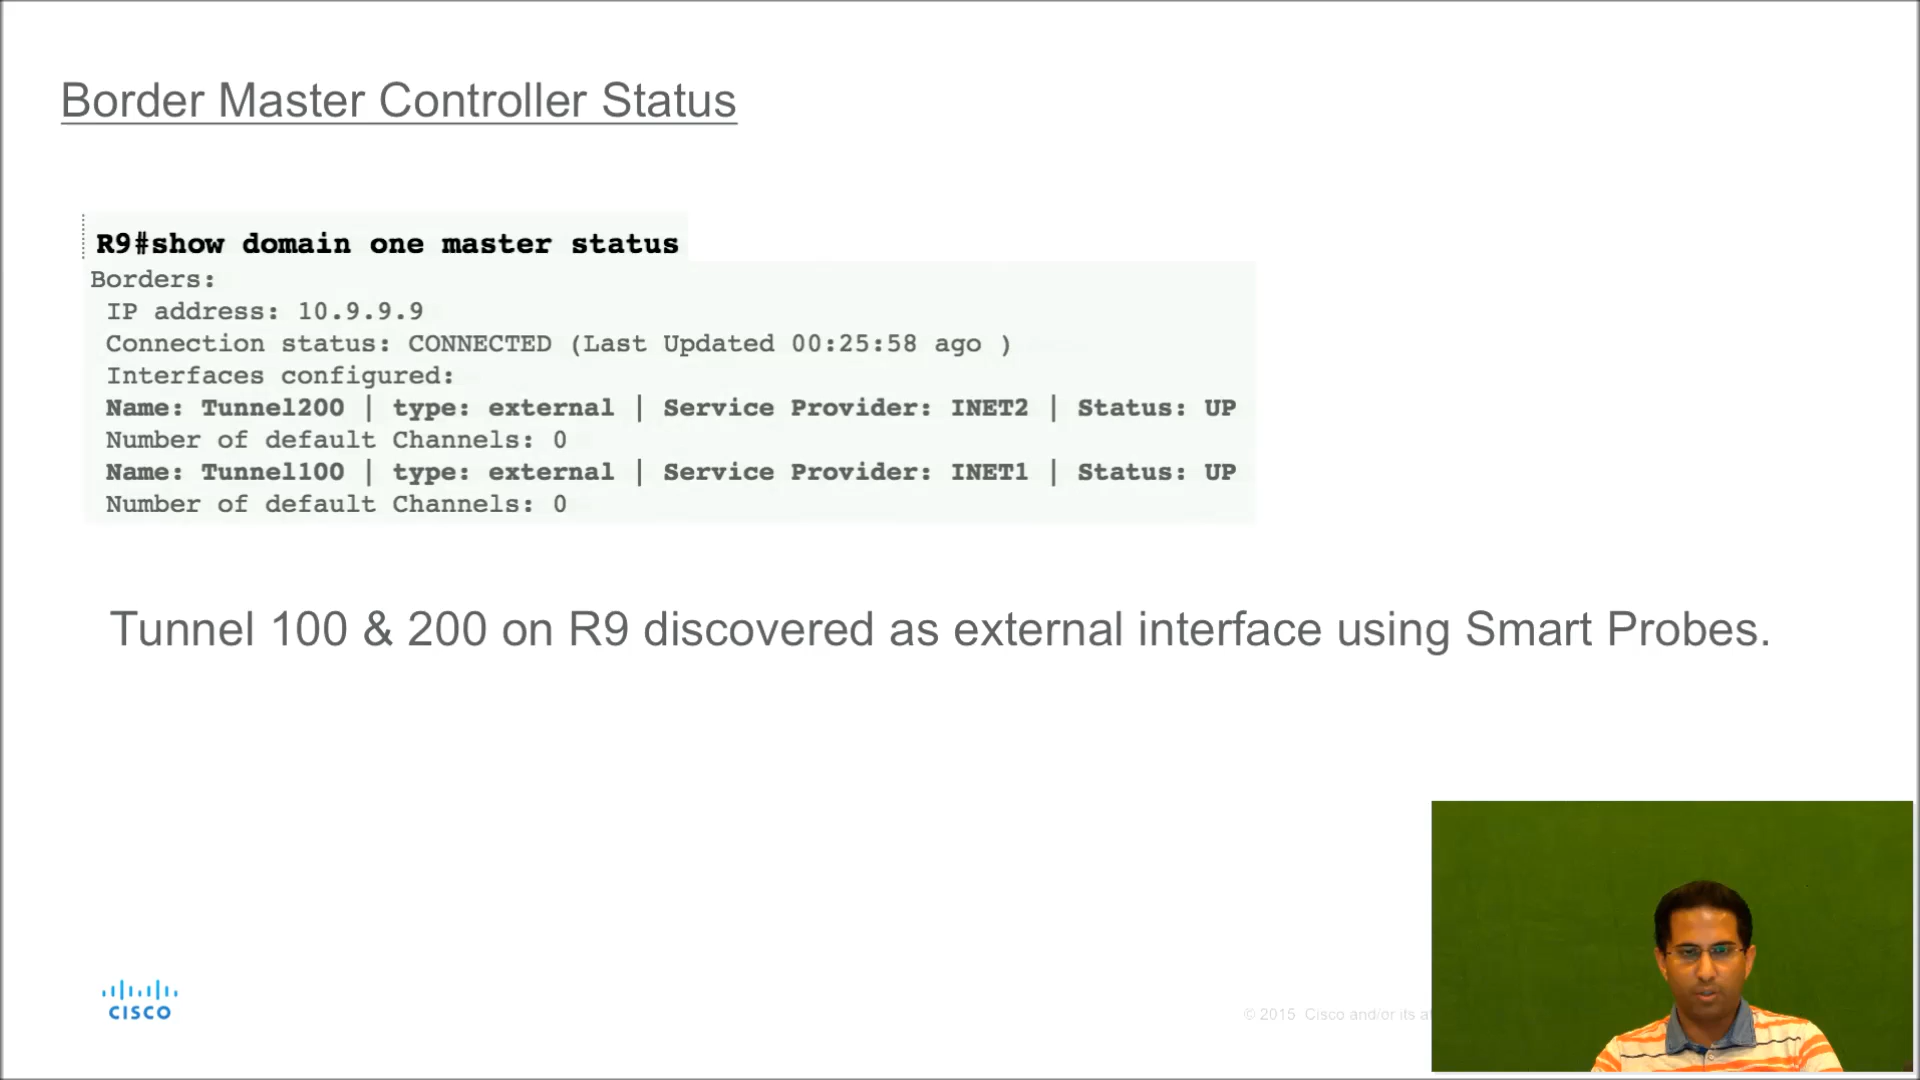 Border Master Controller Status
R9#show domain one master status
Borders:
IP address: 10.9.9.9
Connection status: CONNECTED (Last Updated 00:25:58 ago )
Interfaces configured:
Name: Tunnel200 | type: external | Service Provider: INET2 | Status: UP
Number of default Channels: 0
Name: Tunnel100 | type: external | Service Provider: INET1 | Status: UP
Number of default Channels: 0
Tunnel 100 & 200 on R9 discovered as external interface using Smart Probes.
CISCO
© 2015 Cisco and/or its